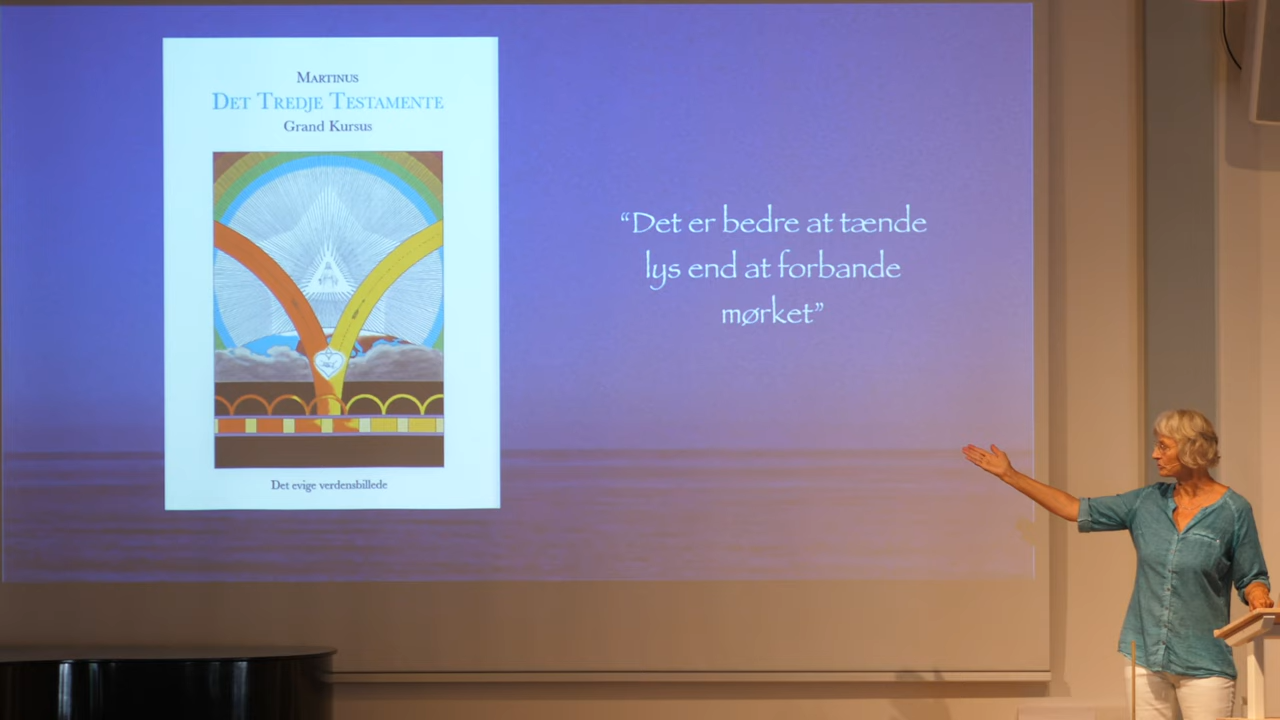 MARTINUS
DET TREDJE TESTAMENTE
Grand Kursus
Det evige verdensbillede
“Det er bedre at tænde
lys end at forbande
mørket”